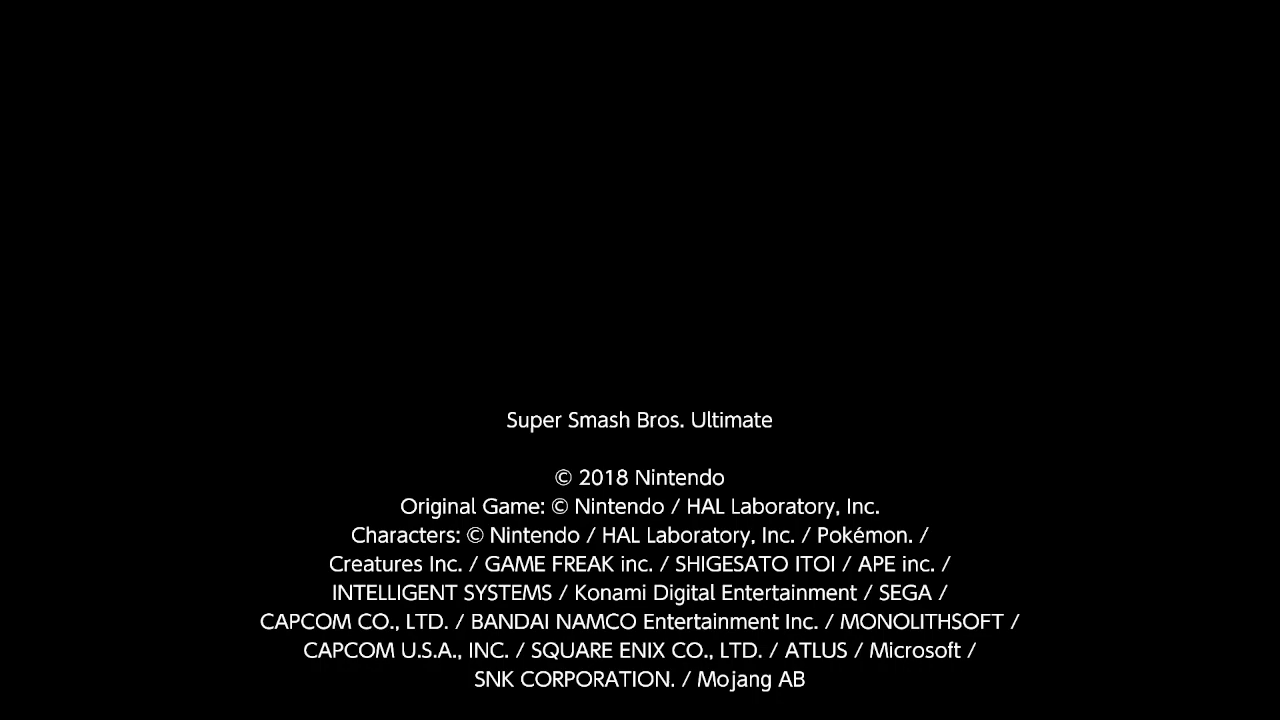 Super Smash Bros. Ultimate
© 2018 Nintendo
Original Game: © Nintendo / HAL Laboratory, Inc.
Characters: © Nintendo / HAL Laboratory, Inc. / Pokémon. /
Creatures Inc. / GAME FREAK inc. / SHIGESATO ITOI / APE inc. /
INTELLIGENT SYSTEMS / Konami Digital Entertainment / SEGA /
CAPCOM CO., LTD. / BANDAI NAMCO Entertainment Inc. / MONOLITHSOFT /
CAPCOM U.S.A., INC. / SQUARE ENIX CO., LTD. / ATLUS / Microsoft /
SNK CORPORATION. / Mojang AB